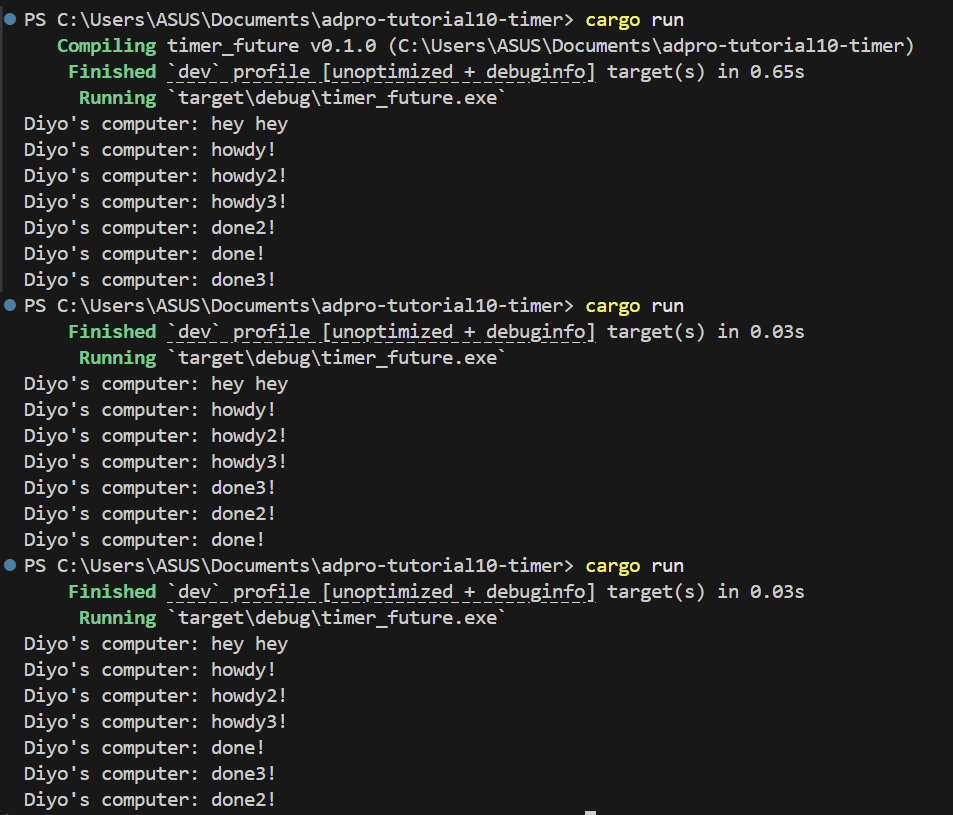 PS C:\Users\ASUS\Documents\adpro-tutorial10-timer> cargo run
Compiling timer_future v0.1.0 (C:\Users\ASUS\Documents\adpro-tutorial10-timer)
Finished `dev` profile [unoptimized + debuginfo] target(s) in 0.65s
Running `target\debug\timer_future.exe`
Diyo's computer: hey hey
Diyo's computer: howdy!
Diyo's computer: howdy2!
Diyo's computer: howdy3!
Diyo's computer: done2!
Diyo's computer: done!
Diyo's computer: done3!
PS C:\Users\ASUS\Documents\adpro-tutorial10-timer> cargo run
Finished `dev` profile [unoptimized + debuginfo] target(s) in 0.03s
Running `target\debug\timer_future.exe`
Diyo's computer: hey hey
Diyo's computer: howdy!
Diyo's computer: howdy2!
Diyo's computer: howdy3!
Diyo's computer: done3!
Diyo's computer: done2!
Diyo's computer: done!
PS C:\Users\ASUS\Documents\adpro-tutorial10-timer> cargo run
Finished `dev` profile [unoptimized + debuginfo] target(s) in 0.03s
Running `target\debug\timer_future.exe`
Diyo's computer: hey hey
Diyo's computer: howdy!
Diyo's computer: howdy2!
Diyo's computer: howdy3!
Diyo's computer: done!
Diyo's computer: done3!
Diyo's computer: done2!